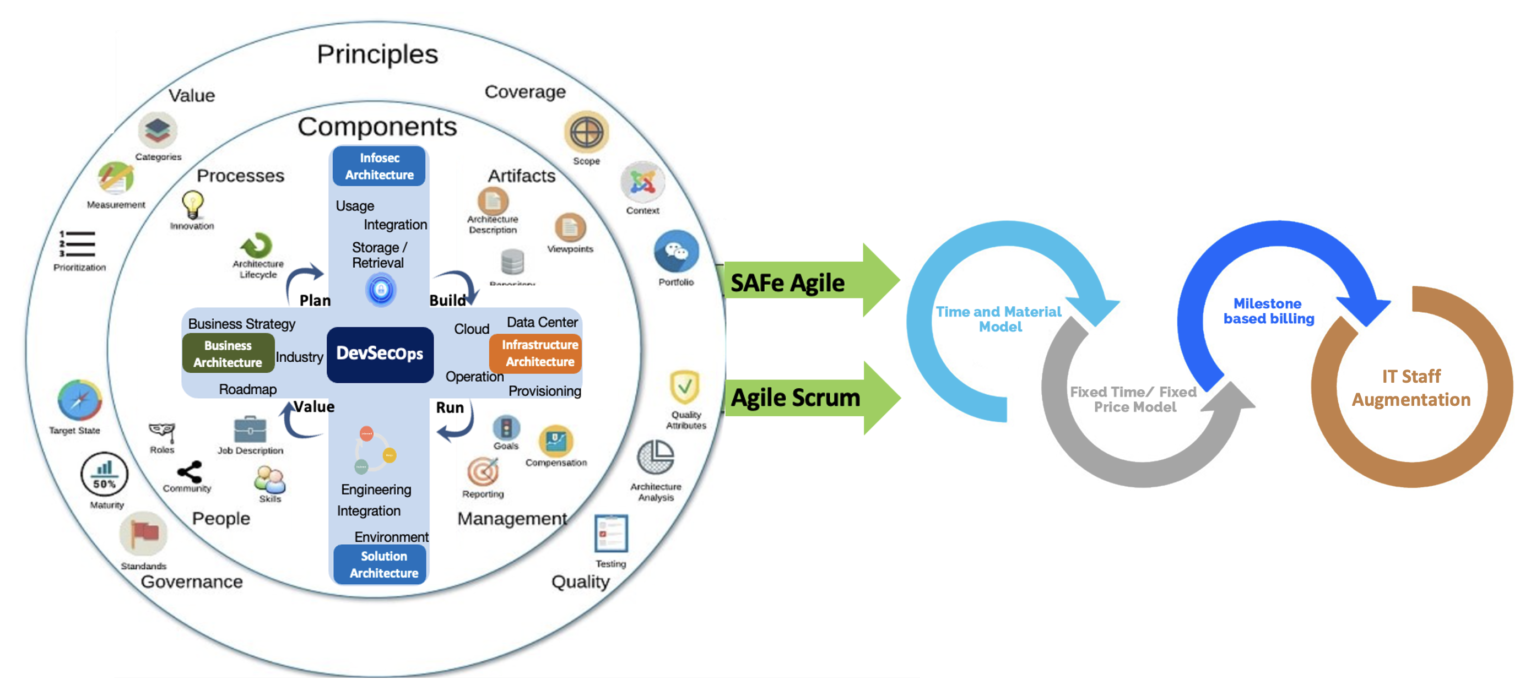 Principles
Value
Coverage
Categories
Measurement
1
2
3
Prioritization
Scope
Context
Portfolio
Components
Processes
Innovation
Architecture
Lifecycle
Artifacts
Architecture
Description
Viewpoints
Repository
Infosec
Architecture
Usage
Integration
Storage /
Retrieval
Plan
Build
Business Strategy
Business
Architecture
Industry
Roadmap
DevSecOps
Cloud
Data Center
Infrastructure
Architecture
Operation
Provisioning
Value
Run
Roles
Job Description
Community
Skills
People
Goals
Compensation
Reporting
Management
Engineering
Integration
Environment
Solution
Architecture
Target State
50%
Maturity
Standands
Governance
Quality
Attributes
Architecture
Analysis
Testing
Quality
SAFe Agile
Agile Scrum
Time and Material
Model
Fixed Time/ Fixed
Price Model
Milestone
based billing
IT Staff
Augmentation